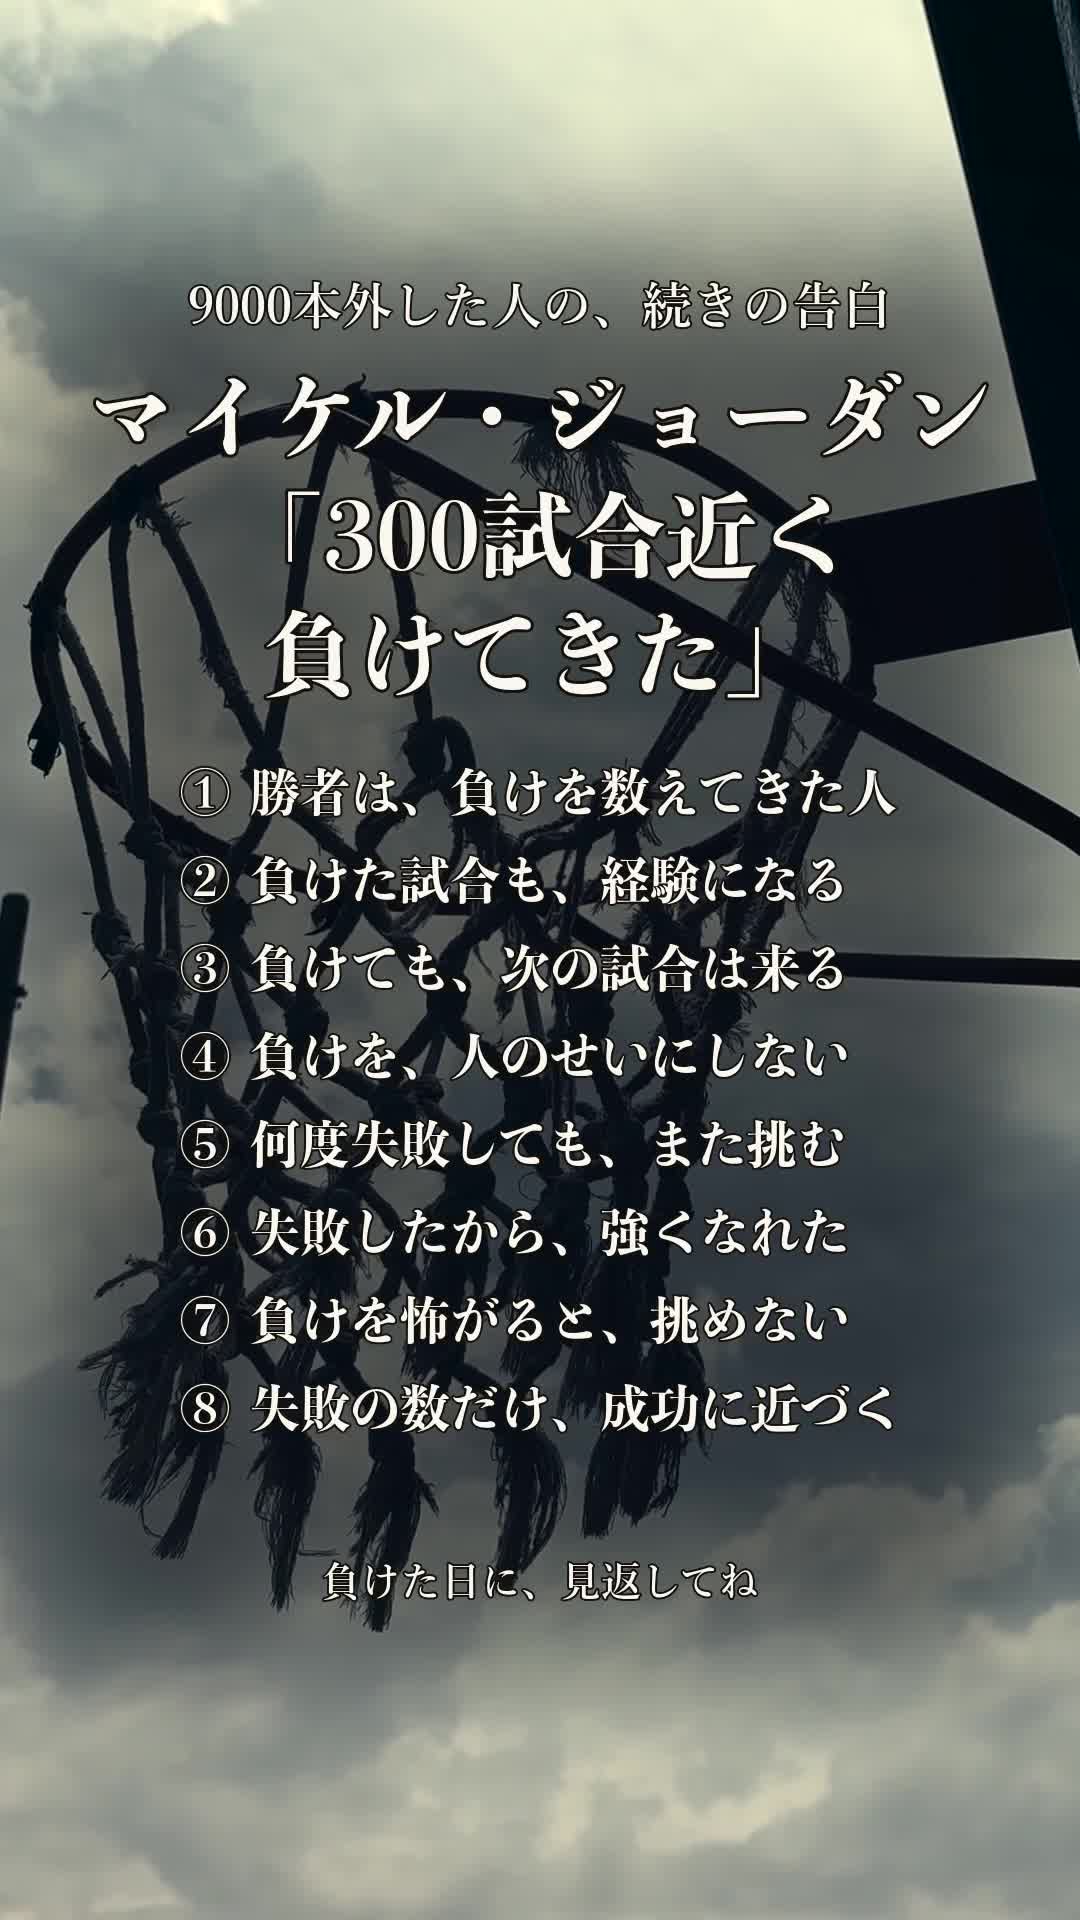 9000本外した人の、続きの告白
マイケル・ジョーダン
「300試合近く
負けてきた」
① 勝者は、負けを数えてきた人
② 負けた試合も、経験になる
③ 負けても、次の試合は来る
④ 負けを、人のせいにしない
⑤ 何度失敗しても、また挑む
⑥ 失敗したから、強くなれた
⑦ 負けを怖がると、挑めない
⑧ 失敗の数だけ、成功に近づく
負けた日に、見返してね